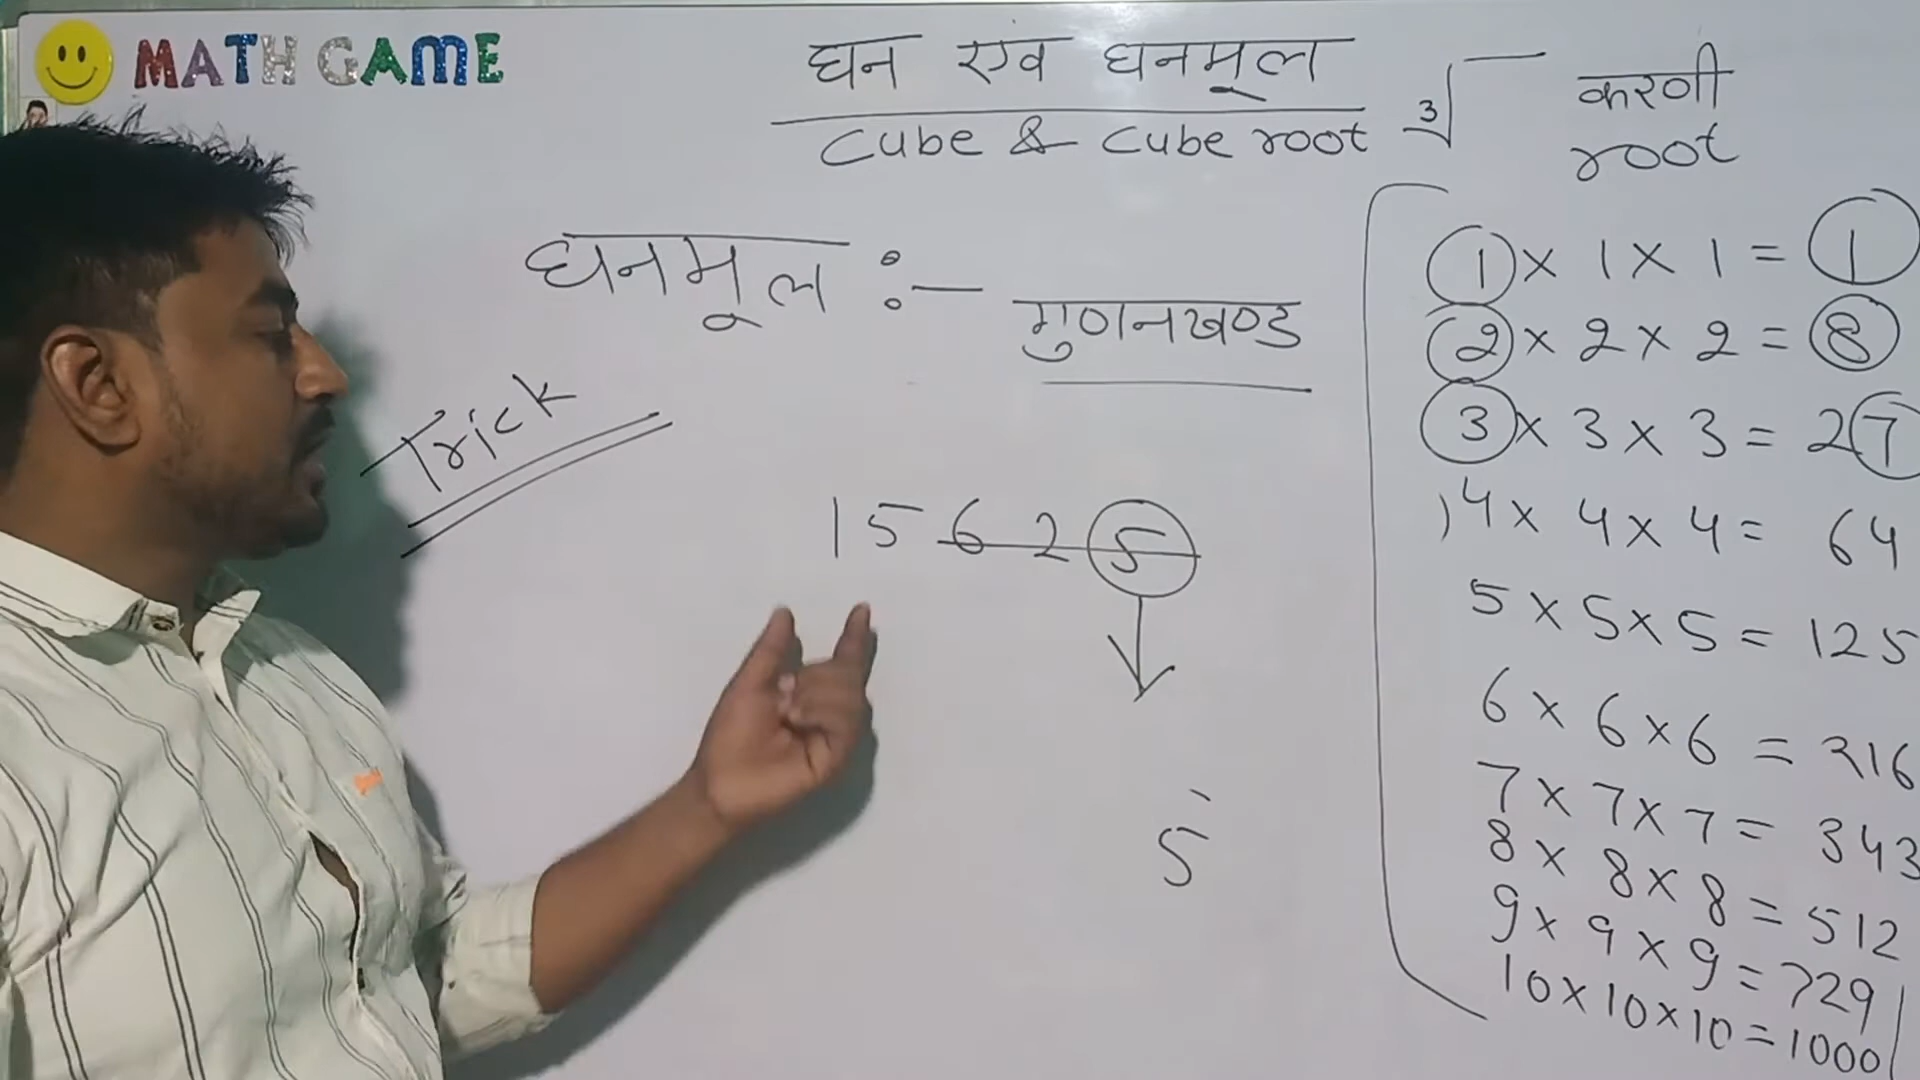 MATH GAME
घन एंव घनमूल
Cube & Cube root
3√
करणी
root
घनमूल :-
गुणनखण्ड
Trick
15625
5
1 × 1 × 1 = 1
2 × 2 × 2 = 8
3 × 3 × 3 = 27
4 × 4 × 4 = 64
5 × 5 × 5 = 125
6 × 6 × 6 = 216
7 × 7 × 7 = 343
8 × 8 × 8 = 512
9 × 9 × 9 = 729
10 × 10 × 10 = 1000